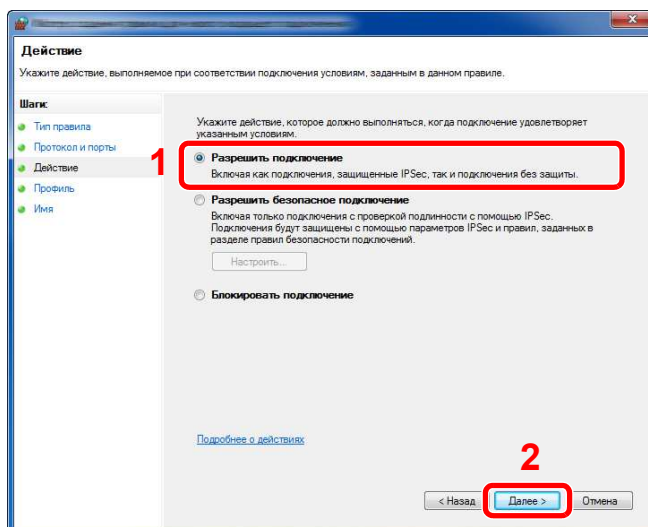 Действие
Укажите действие, выполняемое при соответствии подключения условиям, заданным в данном правиле.
Шаги:
Тип правила
Протокол и порты
Действие
Профиль
Имя
Укажите действие, которое должно выполняться, когда подключение удовлетворяет
указанным условиям.
1
Разрешить подключение
Включая как подключения, защищенные IPSec, так и подключения без защиты.
Разрешить безопасное подключение
Включая только подключения с проверкой подлинности с помощью IPSec.
Подключения будут защищены с помощью параметров IPSec и правил, заданных в
разделе правил безопасности подключений.
Настроить...
Блокировать подключение
Подробнее о действиях
2
< Назад
Далее >
Отмена